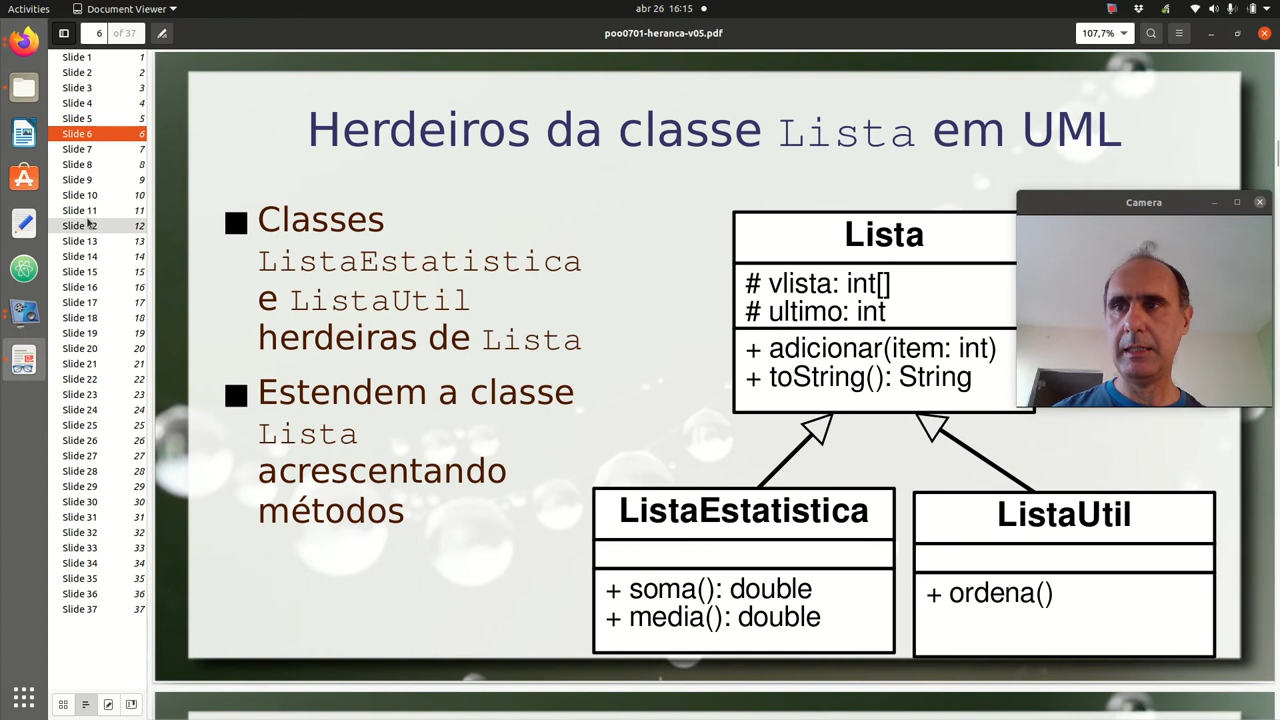 Activities
Document Viewer
abr 26 16:15
6
of 37
poo0701-heranca-v05.pdf
107,7%
Slide 1 1
Slide 2 2
Slide 3 3
Slide 4 4
Slide 5 5
Slide 6 6
Slide 7 7
Slide 8 8
Slide 9 9
Slide 10 10
Slide 11 11
Slide 12 12
Slide 13 13
Slide 14 14
Slide 15 15
Slide 16 16
Slide 17 17
Slide 18 18
Slide 19 19
Slide 20 20
Slide 21 21
Slide 22 22
Slide 23 23
Slide 24 24
Slide 25 25
Slide 26 26
Slide 27 27
Slide 28 28
Slide 29 29
Slide 30 30
Slide 31 31
Slide 32 32
Slide 33 33
Slide 34 34
Slide 35 35
Slide 36 36
Slide 37 37
Herdeiros da classe Lista em UML
Classes
ListaEstatistica
e ListaUtil
herdeiras de Lista
Estendem a classe
Lista
acrescentando
métodos
Lista
# vlista: int[]
# ultimo: int
+ adicionar(item: int)
+ toString(): String
Camera
ListaEstatistica
+ soma(): double
+ media(): double
ListaUtil
+ ordena()